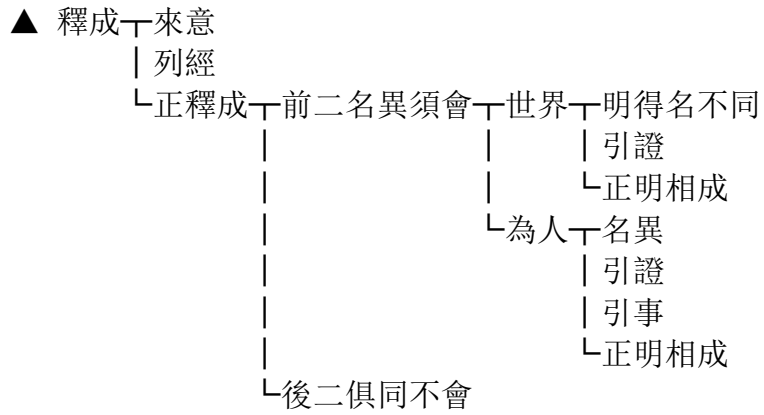 ▲ 釋成┬來意
│列經
└正釋成┬前二名異須會┬世界┬明得名不同
│ │ │引證
│ │ └正明相成
│ └為人┬名異
│ │引證
│ │引事
│ └正明相成
└後二俱同不會